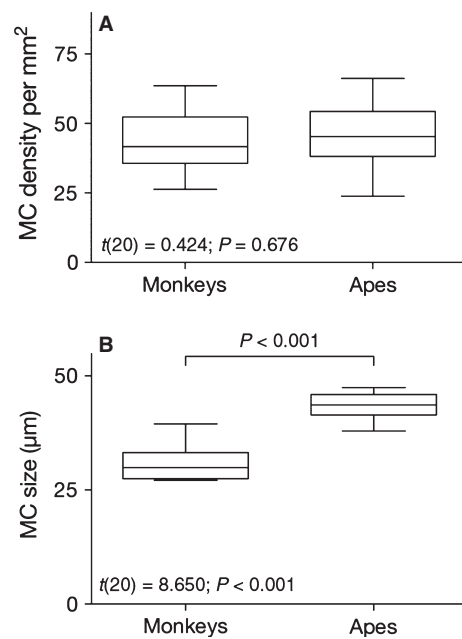 A
MC density per mm²
75
50
25
0
t(20) = 0.424; P = 0.676
Monkeys Apes
B
P < 0.001
MC size (µm)
50
25
0
t(20) = 8.650; P < 0.001
Monkeys Apes